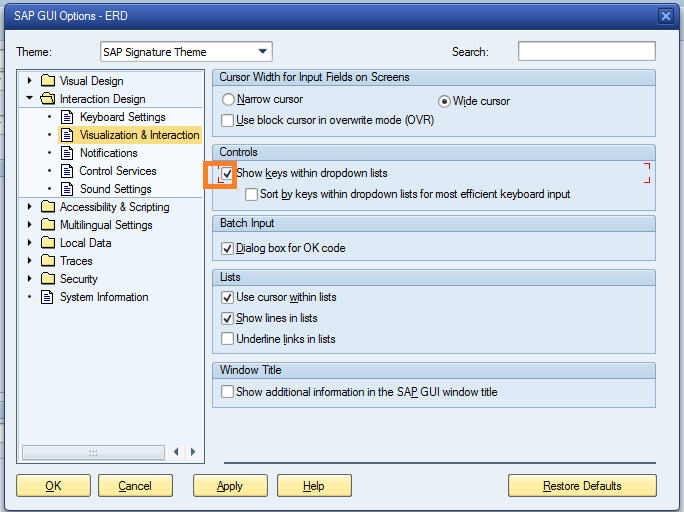 SAP GUI Options - ERD
Theme: SAP Signature Theme Search:
Visual Design
Interaction Design
Keyboard Settings
Visualization & Interaction
Notifications
Control Services
Sound Settings
Accessibility & Scripting
Multilingual Settings
Local Data
Traces
Security
System Information
Cursor Width for Input Fields on Screens
Narrow cursor Wide cursor
Use block cursor in overwrite mode (OVR)
Controls
Show keys within dropdown lists
Sort by keys within dropdown lists for most efficient keyboard input
Batch Input
Dialog box for OK code
Lists
Use cursor within lists
Show lines in lists
Underline links in lists
Window Title
Show additional information in the SAP GUI window title
OK Cancel Apply Help Restore Defaults